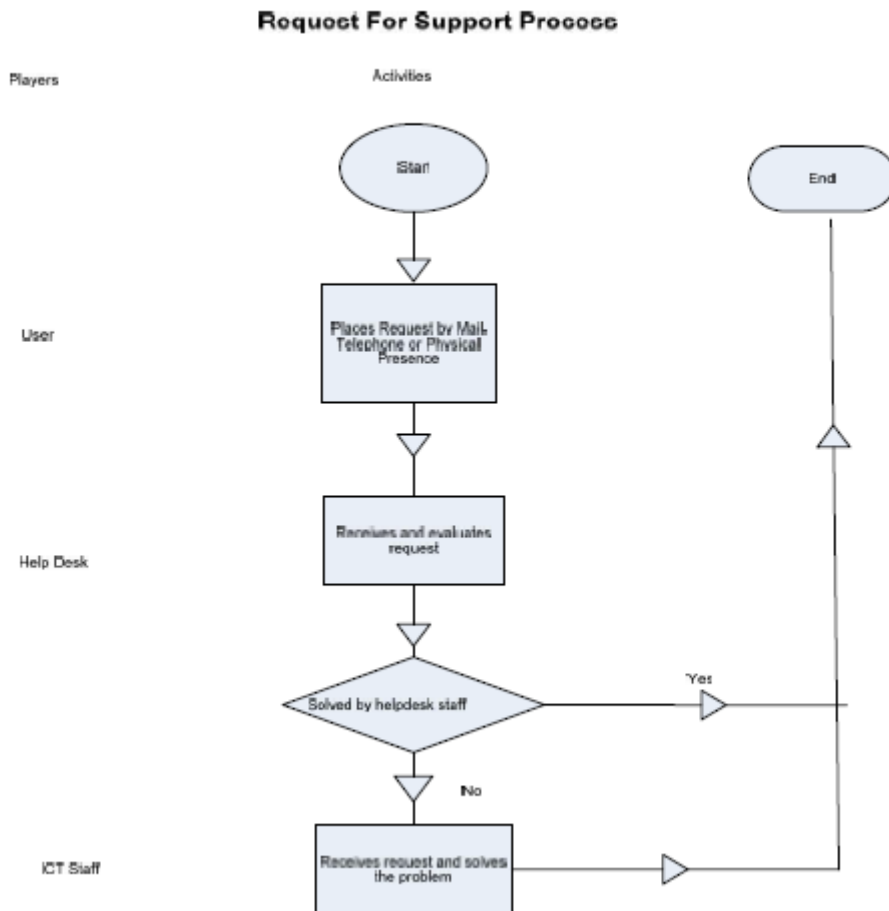 Request For Support Process
Players
Activities
Start
End
User
Places Request by Mail-
Telephone or Physical
Presence
Receives and evaluates
request
Help Desk
Yes
Solved by helpdesk staff
No
ICT Staff
Receives request and solves
the problem